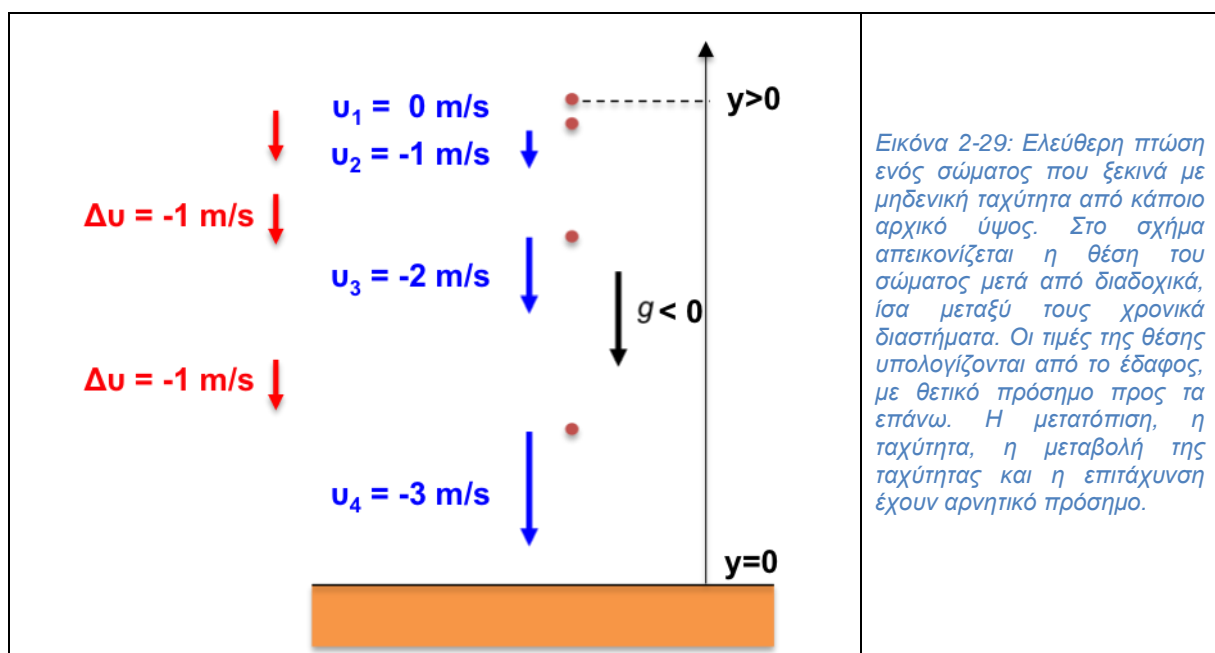 υ1 = 0 m/s
y>0
υ2 = -1 m/s
Δυ = -1 m/s
υ3 = -2 m/s
g < 0
Δυ = -1 m/s
υ4 = -3 m/s
y=0
Εικόνα 2-29: Ελεύθερη πτώση
ενός σώματος που ξεκινά με
μηδενική ταχύτητα από κάποιο
αρχικό ύψος. Στο σχήμα
απεικονίζεται η θέση του
σώματος μετά από διαδοχικά,
ίσα μεταξύ τους χρονικά
διαστήματα. Οι τιμές της θέσης
υπολογίζονται από το έδαφος,
με θετικό πρόσημο προς τα
επάνω. Η μετατόπιση, η
ταχύτητα, η μεταβολή της
ταχύτητας και η επιτάχυνση
έχουν αρνητικό πρόσημο.